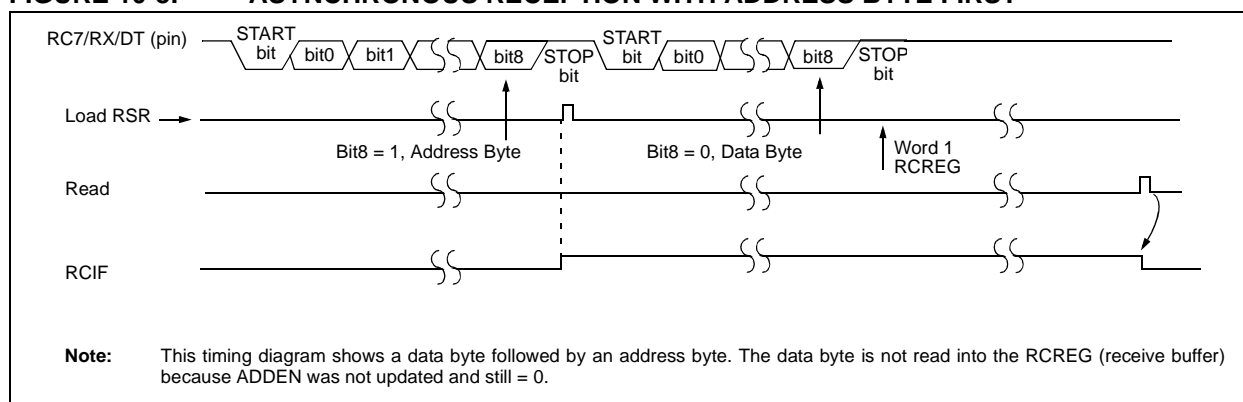 FIGURE 10-8: ASYNCHRONOUS RECEPTION WITH ADDRESS BYTE FIRST
RC7/RX/DT (pin)
START
bit
bit0
bit1
bit8
STOP
bit
START
bit
bit0
bit8
STOP
bit
Load RSR
Bit8 = 1, Address Byte
Bit8 = 0, Data Byte
Word 1
RCREG
Read
RCIF
Note: This timing diagram shows a data byte followed by an address byte. The data byte is not read into the RCREG (receive buffer)
because ADDEN was not updated and still = 0.